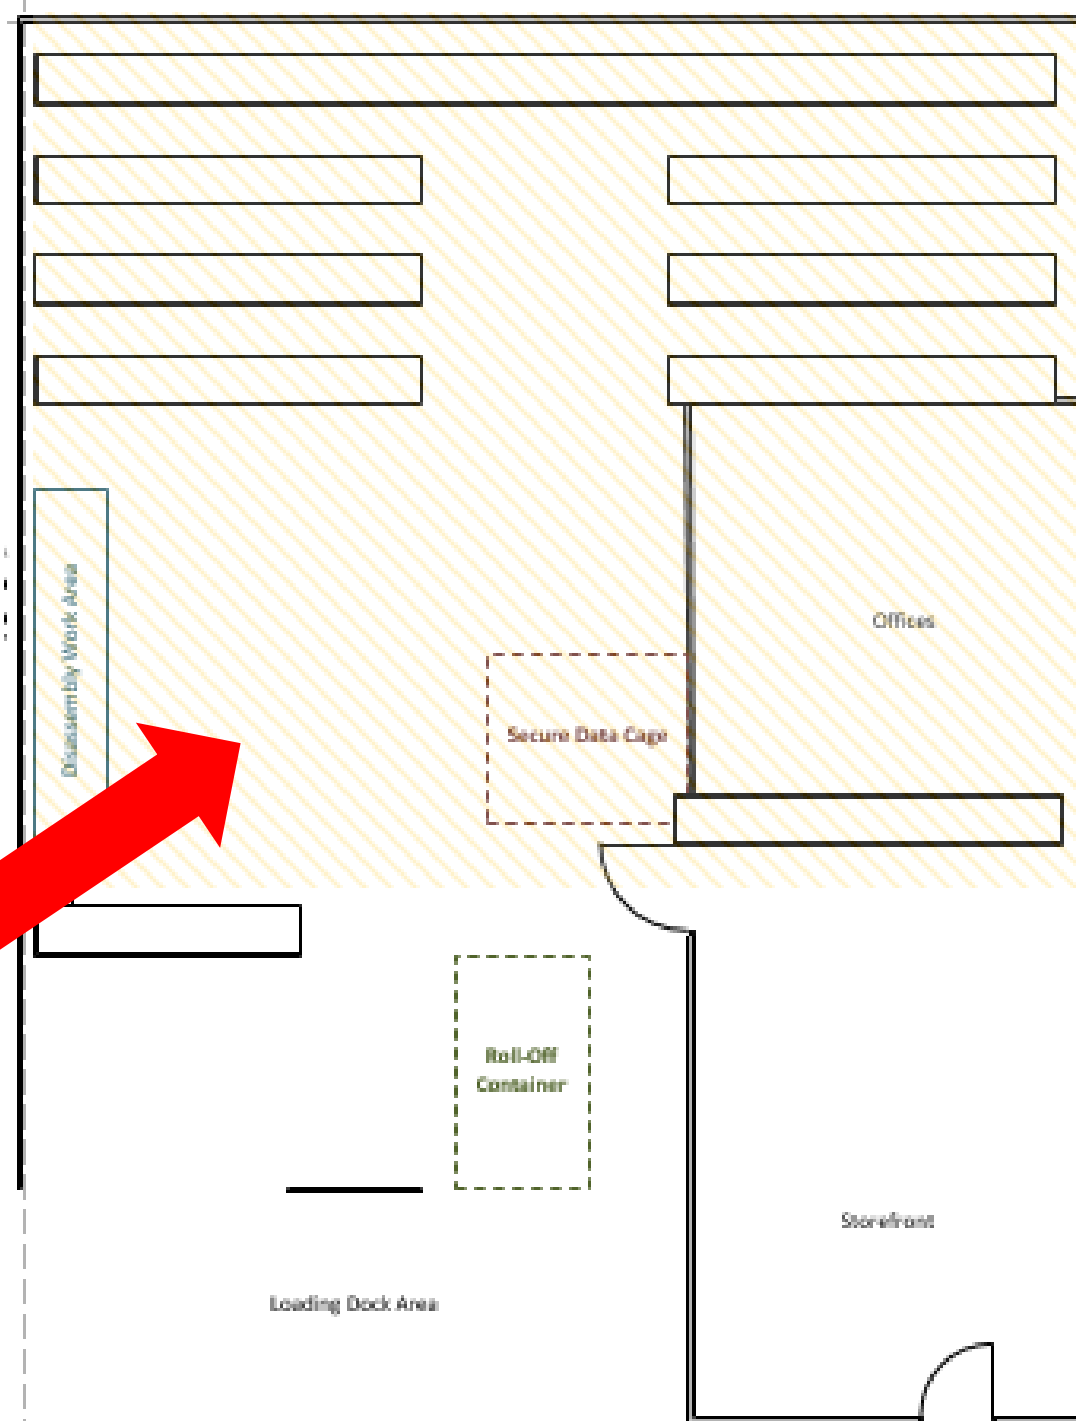 Offices
Disassembly Work Area
Secure Data Cage
Roll-Off
Container
Storefront
Loading Dock Area